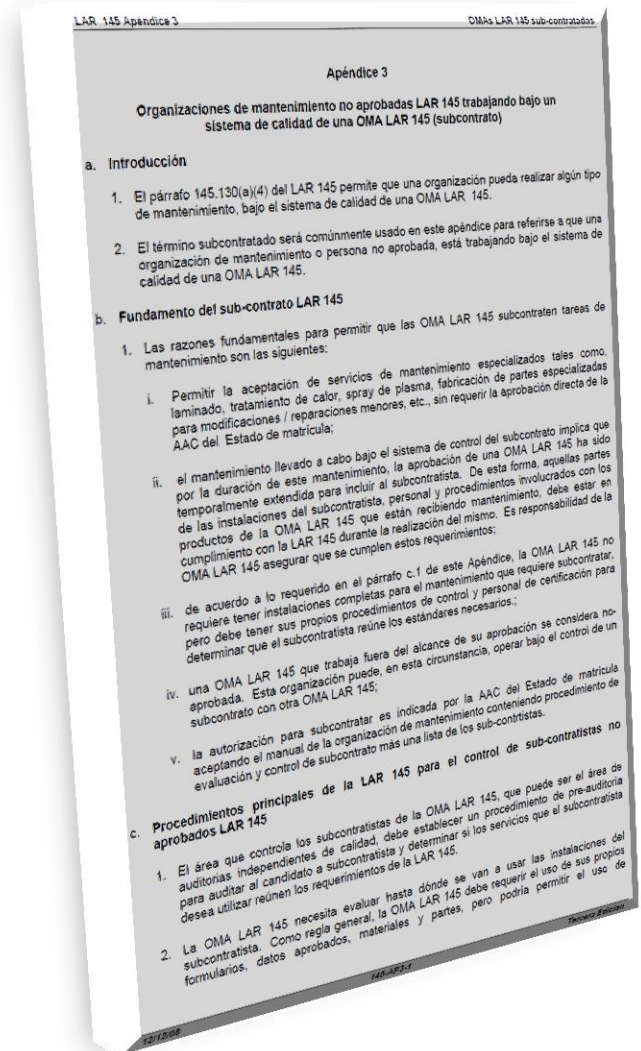 LAR 145 Apéndice 3 OMAs LAR 145 sub-contratadas
Apéndice 3
Organizaciones de mantenimiento no aprobadas LAR 145 trabajando bajo un
sistema de calidad de una OMA LAR 145 (subcontrato)
a. Introducción
1. El párrafo 145.130(a)(4) del LAR 145 permite que una organización pueda realizar algún tipo
de mantenimiento, bajo el sistema de calidad de una OMA LAR 145.
2. El término subcontratado será comúnmente usado en este apéndice para referirse a que una
organización de mantenimiento o persona no aprobada, está trabajando bajo el sistema de
calidad de una OMA LAR 145.
b. Fundamento del sub-contrato LAR 145
1. Las razones fundamentales para permitir que las OMA LAR 145 subcontraten tareas de
mantenimiento son las siguientes:
i. Permitir la aceptación de servicios de mantenimiento especializados tales como,
laminado, tratamiento de calor, spray de plasma, fabricación de partes especializadas
para modificaciones / reparaciones menores, etc., sin requerir la aprobación directa de la
AAC del Estado de matrícula;
ii. el mantenimiento llevado a cabo bajo el sistema de control del subcontrato implica que
por la duración de este mantenimiento, la aprobación de una OMA LAR 145 ha sido
temporalmente extendida para incluir al subcontratista. De esta forma, aquellas partes
de las instalaciones del subcontratista, personal y procedimientos involucrados con los
productos de la OMA LAR 145 que están recibiendo mantenimiento, debe estar en
cumplimiento con la LAR 145 durante la realización del mismo. Es responsabilidad de la
OMA LAR 145 asegurar que se cumplen estos requerimientos;
iii. de acuerdo a lo requerido en el párrafo c.1 de este Apéndice, la OMA LAR 145 no
requiere tener instalaciones completas para el mantenimiento que requiere subcontratar,
pero debe tener sus propios procedimientos de control y personal de certificación para
determinar que el subcontratista reúne los estándares necesarios.;
iv. una OMA LAR 145 que trabaja fuera del alcance de su aprobación se considera no-
aprobada. Esta organización puede, en esta circunstancia, operar bajo el control de un
subcontrato con otra OMA LAR 145;
v. la autorización para subcontratar es indicada por la AAC del Estado de matricula
aceptando el manual de la organización de mantenimiento conteniendo procedimiento de
evaluación y control de subcontrato más una lista de los sub-contrtistas.
c. Procedimientos principales de la LAR 145 para el control de sub-contratistas no
aprobados LAR 145
1. El área que controla los subcontratistas de la OMA LAR 145, que puede ser el área de
auditorias independientes de calidad, debe establecer un procedimiento de pre-auditoria
para auditar al candidato a subcontratista y determinar si los servicios que el subcontratista
desea utilizar reúnen los requerimientos de la LAR 145.
2. La OMA LAR 145 necesita evaluar hasta dónde se van a usar las instalaciones del
subcontratista. Como regla general, la OMA LAR 145 debe requerir el uso de sus propios
formularios, datos aprobados, materiales y partes, pero podría permitir el uso de
12/12/08 145-AP3-1 Tercera Edición